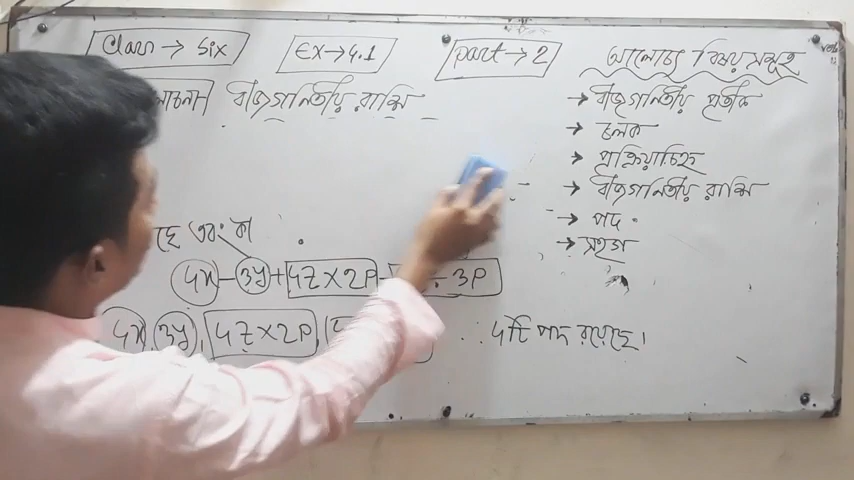 Class → Six
Ex → 4.1
Part → 2
আলোচ্য বিষয়সমূহ
→ বীজগানিতীয় প্রতীক
→ চলক
→ প্রক্রিয়াচিহ্ন
→ বীজগানিতীয় রাশি
→ পদ
→ সহগ
বীজগানিতীয় রাশি
এবং কী
4x - 3y + 4Z × 2P - ÷ 3P
4x, 3y, 4Z × 2P,
∴ 4টি পদ রয়েছে।